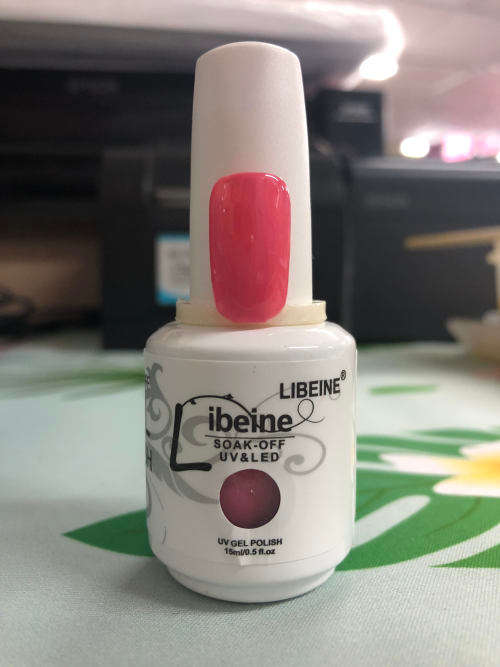 LIBEINE®
Libeine
SOAK-OFF
UV&LED
UV GEL POLISH
15ml/0.5 fl.oz